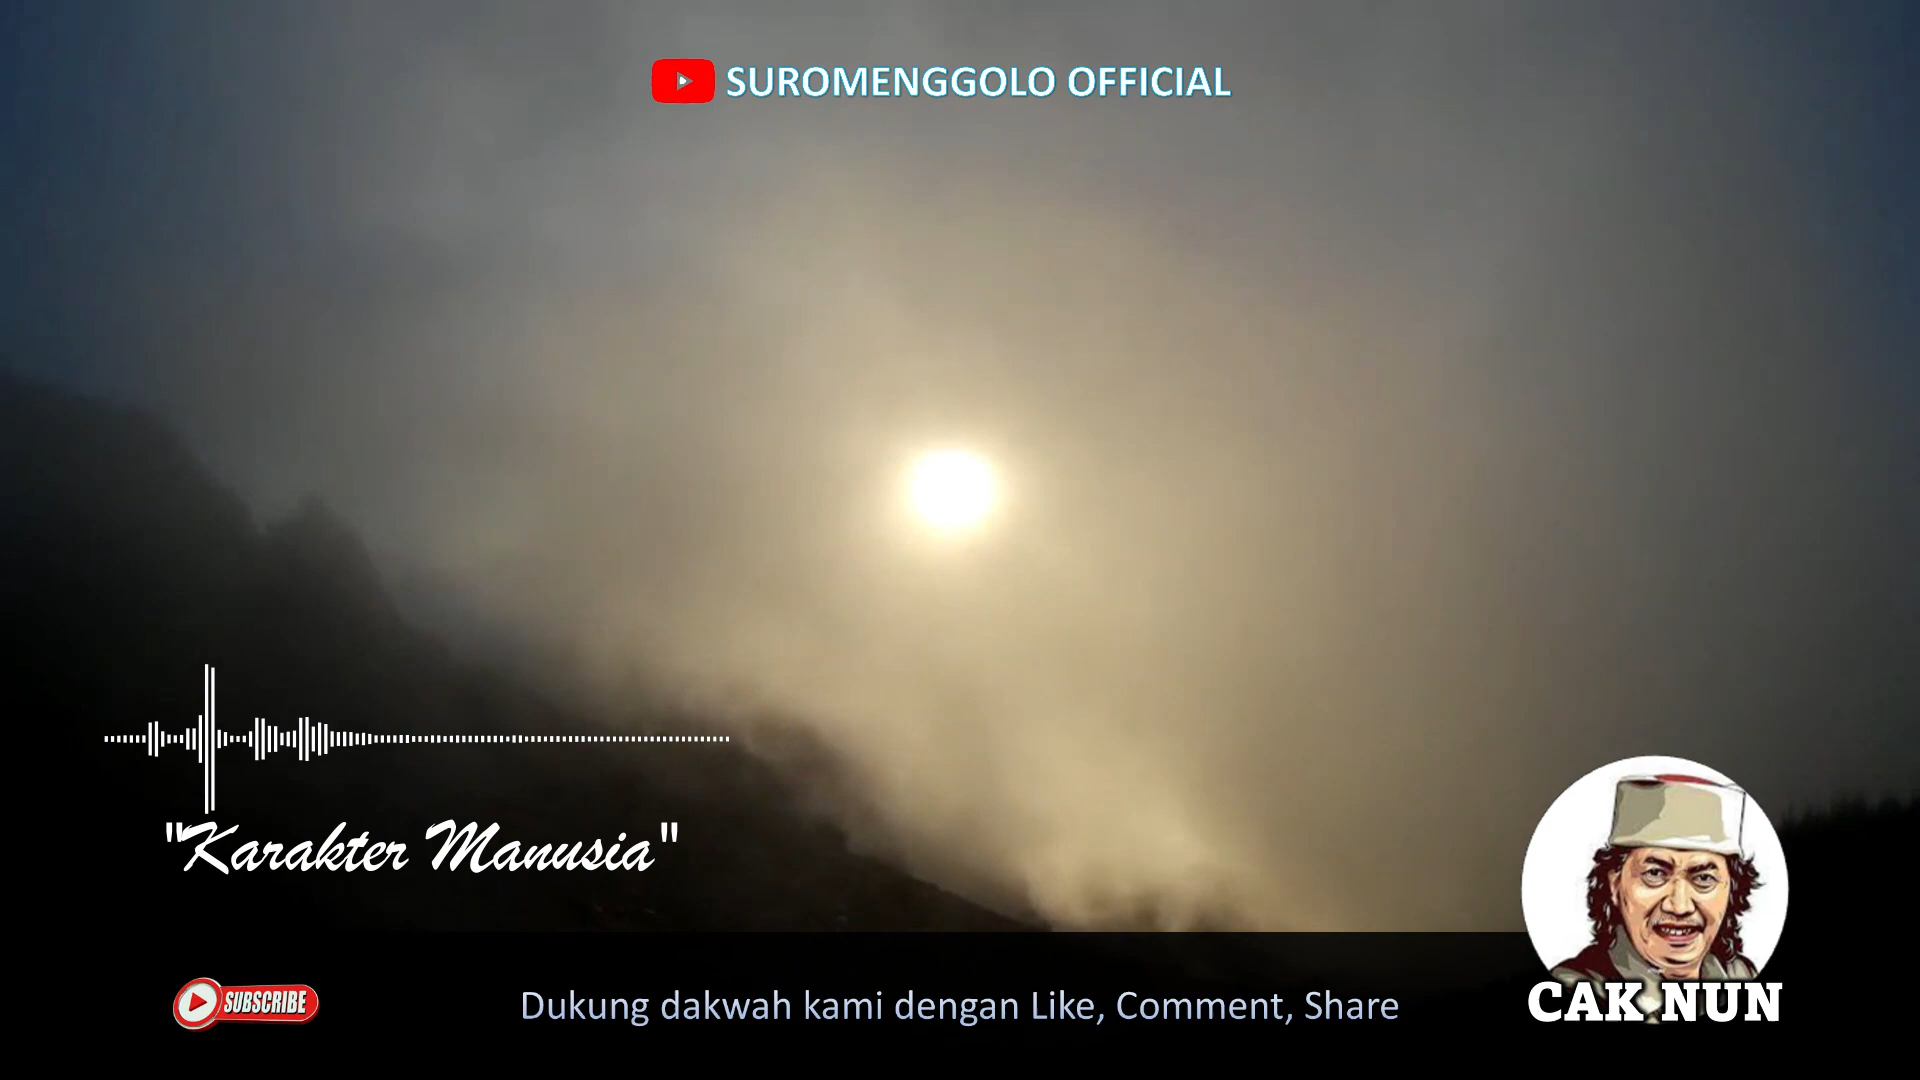 SUROMENGGOLO OFFICIAL
"Karakter Manusia"
SUBSCRIBE
Dukung dakwah kami dengan Like, Comment, Share
CAK NUN